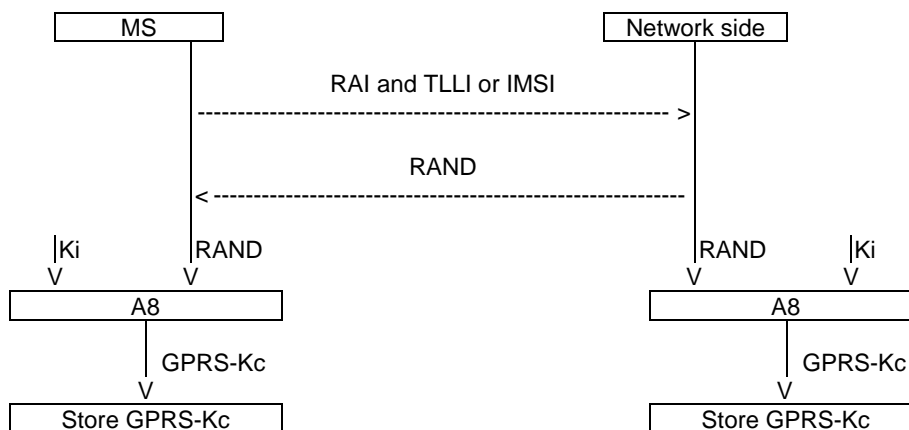 MS Network side
RAI and TLLI or IMSI
------------------------------------------------------------ >
RAND
< ------------------------------------------------------------
Ki RAND RAND Ki
V V V V
A8 A8
GPRS-Kc GPRS-Kc
V V
Store GPRS-Kc Store GPRS-Kc